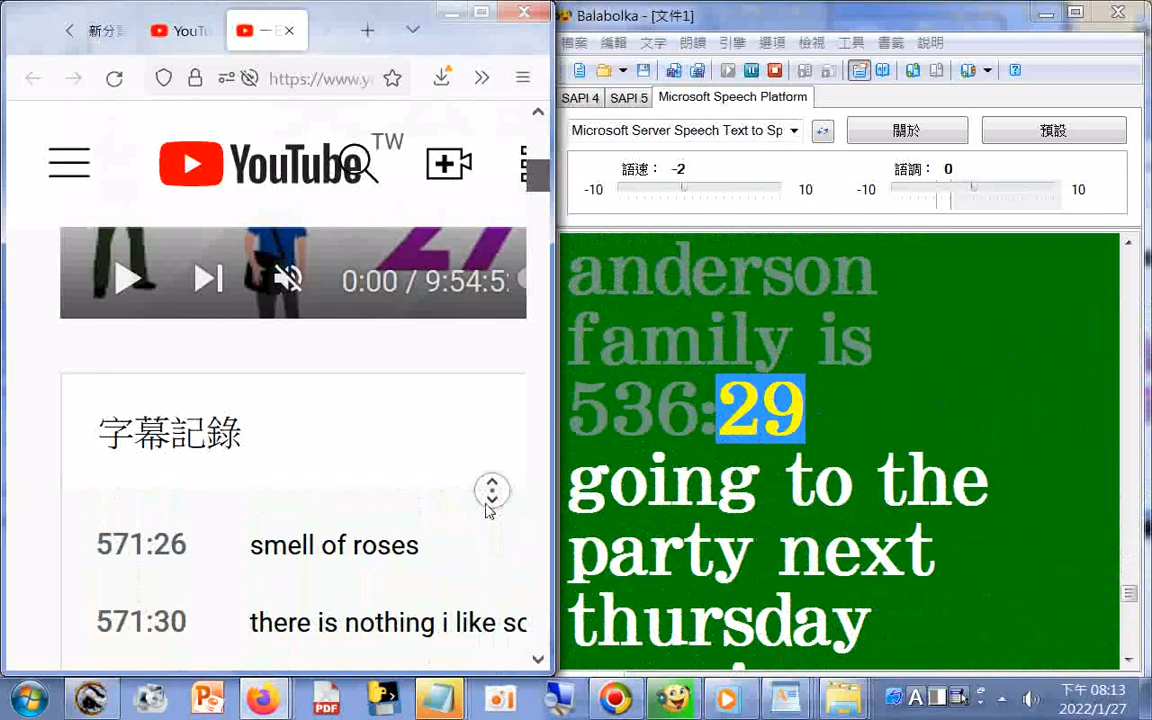 新分
YouTu
Balabolka - [文件1]
檔案 編輯 文字 朗讀 引擎 選項 檢視 工具 書籤 說明
https://www.y
SAPI 4 SAPI 5 Microsoft Speech Platform
Microsoft Server Speech Text to Sp
關於
預設
語速: -2
語調: 0
-10
10
-10
10
YouTube
TW
27
0:00 / 9:54:5
字幕記錄
571:26 smell of roses
571:30 there is nothing i like so
anderson
family is
536:29
going to the
party next
thursday
PDF
A
下午 08:13
2022/1/27